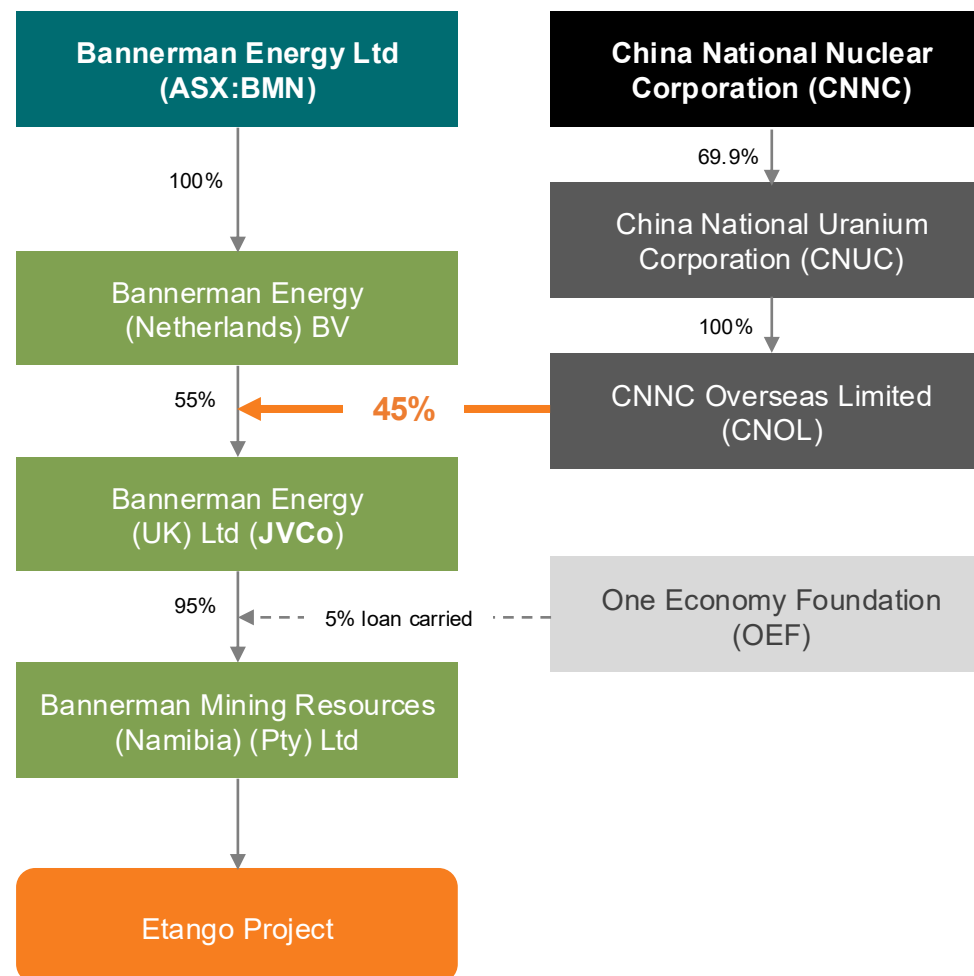 Bannerman Energy Ltd
(ASX:BMN)
China National Nuclear
Corporation (CNNC)
100%
69.9%
China National Uranium
Corporation (CNUC)
Bannerman Energy
(Netherlands) BV
100%
55%
45%
CNNC Overseas Limited
(CNOL)
Bannerman Energy
(UK) Ltd (JVCo)
95%
5% loan carried
One Economy Foundation
(OEF)
Bannerman Mining Resources
(Namibia) (Pty) Ltd
Etango Project